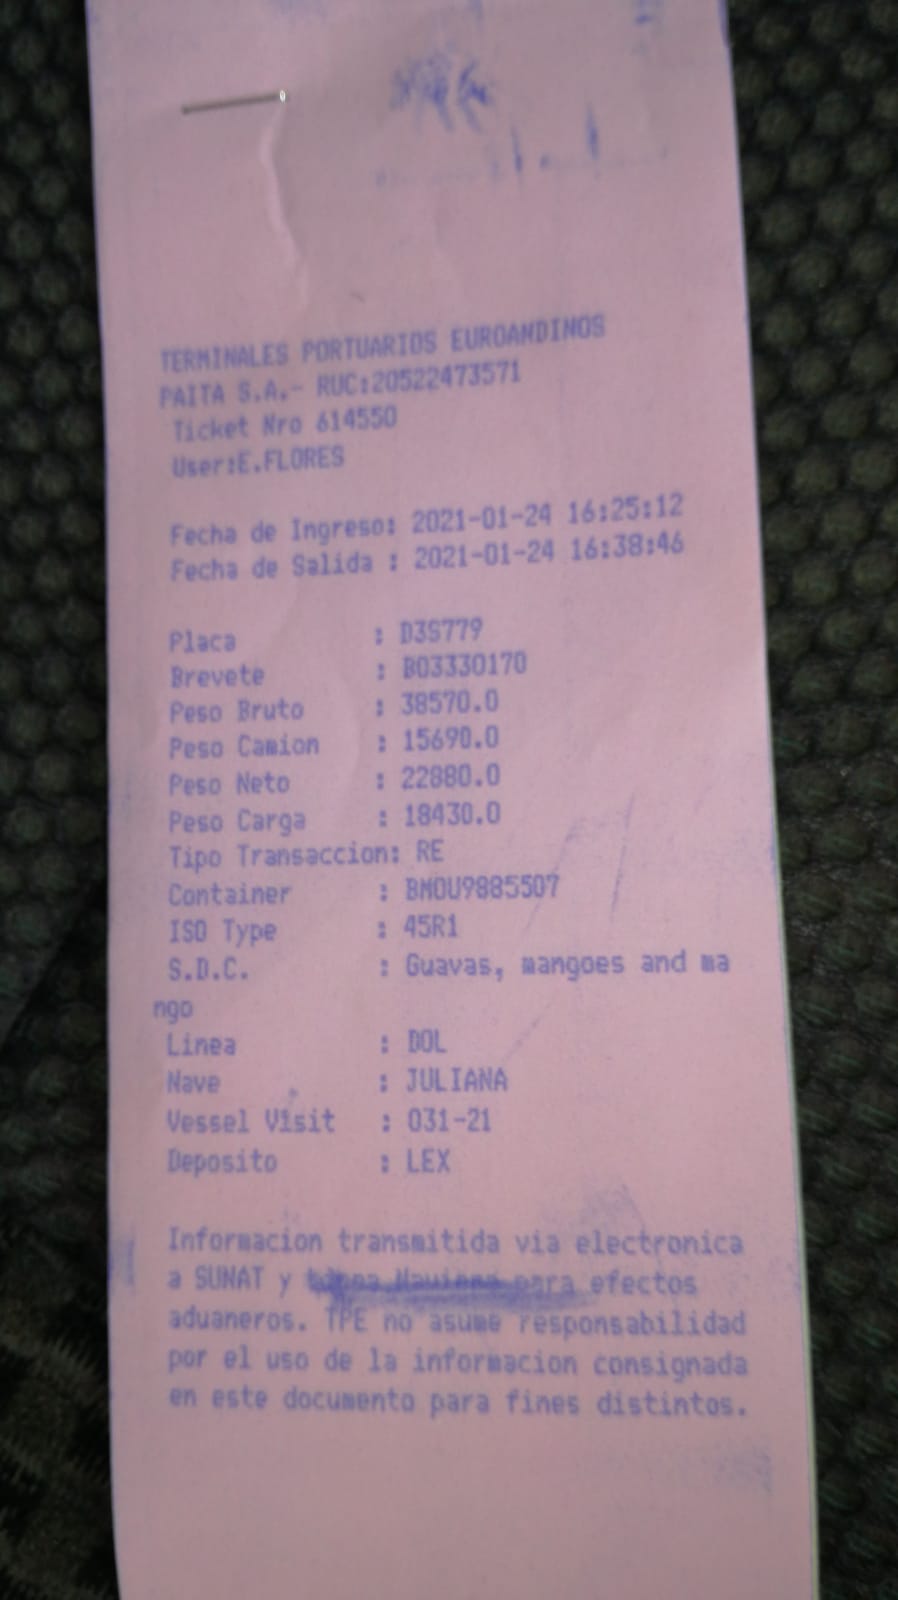 TERMINALES PORTUARIOS EUROANDINOS
PAITA S.A.- RUC:20522473571
Ticket Nro 614550
User:E.FLORES
Fecha de Ingreso: 2021-01-24 16:25:12
Fecha de Salida : 2021-01-24 16:38:46
Placa : D3S779
Brevete : B03330170
Peso Bruto : 38570.0
Peso Camion : 15690.0
Peso Neto : 22880.0
Peso Carga : 18430.0
Tipo Transaccion: RE
Container : BMOU9885507
ISO Type : 45R1
S.D.C. : Guavas, mangoes and ma
ngo
Linea : DOL
Nave : JULIANA
Vessel Visit : 031-21
Deposito : LEX
Informacion transmitida via electronica
a SUNAT y para efectos
aduaneros. TPE no asume responsabilidad
por el uso de la informacion consignada
en este documento para fines distintos.